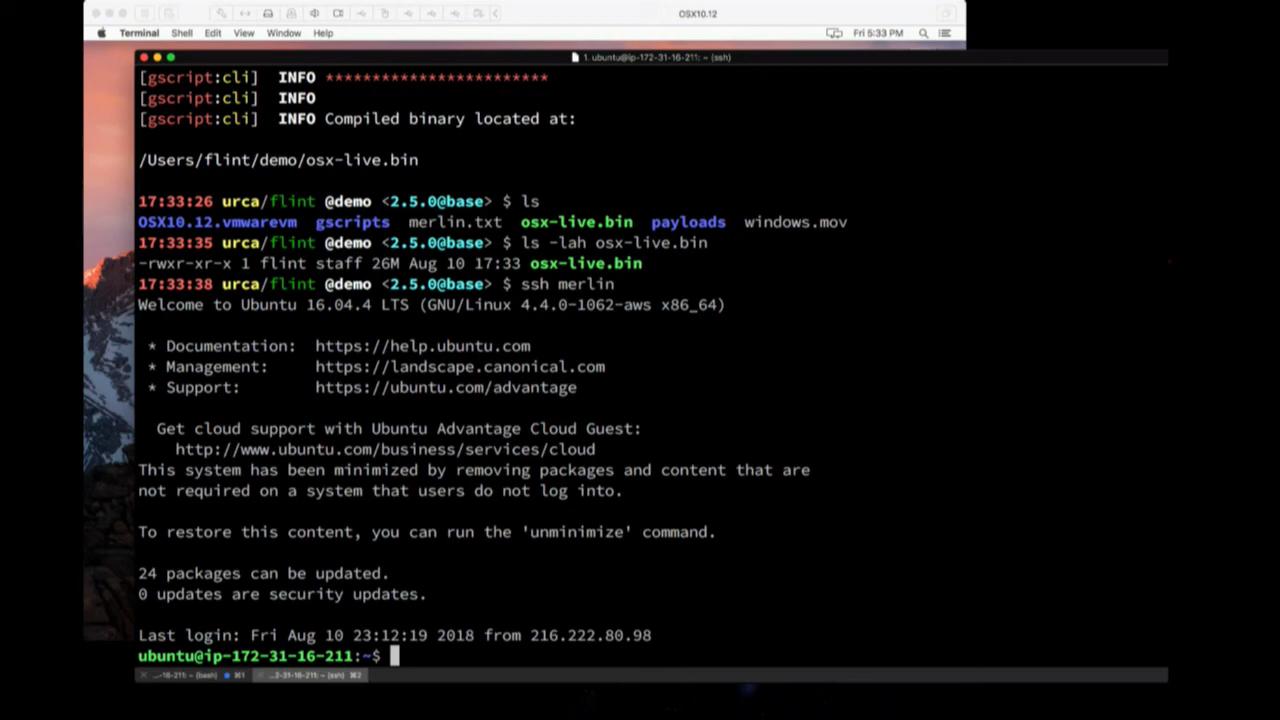 OSX10.12
Terminal Shell Edit View Window Help Fri 5:33 PM
1. ubuntu@ip-172-31-16-211: ~ (ssh)
[gscript:cli] INFO ************************
[gscript:cli] INFO
[gscript:cli] INFO Compiled binary located at:
/Users/flint/demo/osx-live.bin
17:33:26 urca/flint @demo <2.5.0@base> $ ls
OSX10.12.vmwarevm gscripts merlin.txt osx-live.bin payloads windows.mov
17:33:35 urca/flint @demo <2.5.0@base> $ ls -lah osx-live.bin
-rwxr-xr-x 1 flint staff 26M Aug 10 17:33 osx-live.bin
17:33:38 urca/flint @demo <2.5.0@base> $ ssh merlin
Welcome to Ubuntu 16.04.4 LTS (GNU/Linux 4.4.0-1062-aws x86_64)
* Documentation: https://help.ubuntu.com
* Management: https://landscape.canonical.com
* Support: https://ubuntu.com/advantage
Get cloud support with Ubuntu Advantage Cloud Guest:
http://www.ubuntu.com/business/services/cloud
This system has been minimized by removing packages and content that are
not required on a system that users do not log into.
To restore this content, you can run the 'unminimize' command.
24 packages can be updated.
0 updates are security updates.
Last login: Fri Aug 10 23:12:19 2018 from 216.222.80.98
ubuntu@ip-172-31-16-211:~$
...-16-211: ~ (bash) ⌘1 ...2-31-16-211: ~ (ssh) ⌘2